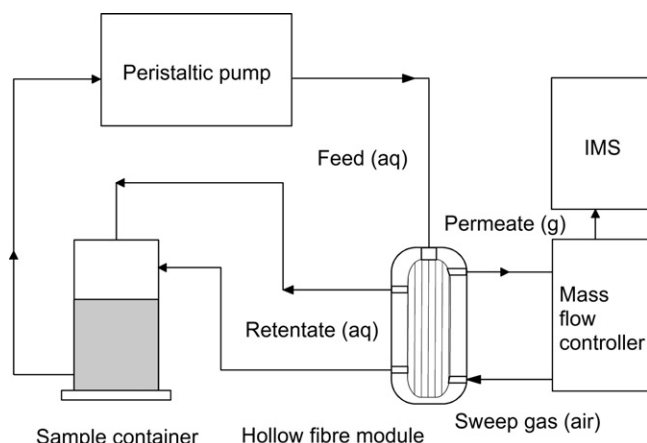 Peristaltic pump
IMS
Feed (aq)
Permeate (g)
Mass
flow
controller
Retentate (aq)
Sweep gas (air)
Sample container
Hollow fibre module